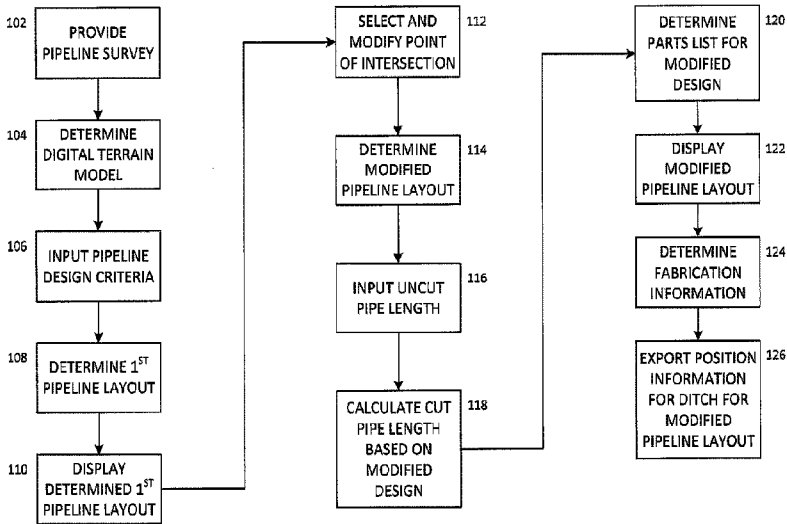 102
PROVIDE
PIPELINE SURVEY
104
DETERMINE
DIGITAL TERRAIN
MODEL
106
INPUT PIPELINE
DESIGN CRITERIA
108
DETERMINE 1ST
PIPELINE LAYOUT
110
DISPLAY
DETERMINED 1ST
PIPELINE LAYOUT
112
SELECT AND
MODIFY POINT
OF INTERSECTION
114
DETERMINE
MODIFIED
PIPELINE LAYOUT
116
INPUT UNCUT
PIPE LENGTH
118
CALCULATE CUT
PIPE LENGTH
BASED ON
MODIFIED
DESIGN
120
DETERMINE
PARTS LIST FOR
MODIFIED
DESIGN
122
DISPLAY
MODIFIED
PIPELINE LAYOUT
124
DETERMINE
FABRICATION
INFORMATION
126
EXPORT POSITION
INFORMATION
FOR DITCH FOR
MODIFIED
PIPELINE LAYOUT